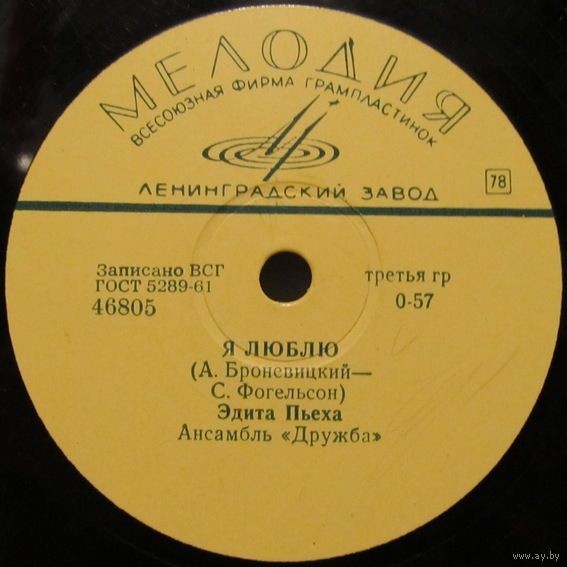 МЕЛОДИЯ
ВСЕСОЮЗНАЯ ФИРМА ГРАМПЛАСТИНОК
ЛЕНИНГРАДСКИЙ ЗАВОД
78
Записано ВСГ
ГОСТ 5289-61
46805
третья гр
0-57
Я ЛЮБЛЮ
(А. Броневицкий—
С. Фогельсон)
Эдита Пьеха
Ансамбль «Дружба»
www.ay.by